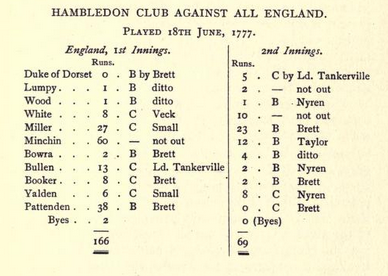 HAMBLEDON CLUB AGAINST ALL ENGLAND.
PLAYED 18TH JUNE, 1777.
England, 1st Innings.
Runs.
Duke of Dorset 0 . B by Brett
Lumpy . . . 1 . B ditto
Wood . . . 1 . B ditto
White . . . 8 . C Veck
Miller . . . 27 . C Small
Minchin . . 60 . — not out
Bowra . . . 2 . B Brett
Bullen . . . 13 . C Ld. Tankerville
Booker . . . 8 . C Brett
Yalden . . 6 . C Small
Pattenden . . 38 . B Brett
Byes . . 2
166
2nd Innings.
Runs.
5 . C by Ld. Tankerville
2 . — not out
1 . B Nyren
10 . — not out
23 . B Brett
12 . B Taylor
4 . B ditto
2 . B Nyren
2 . B Brett
8 . C Nyren
0 . C Brett
0 (Byes)
69